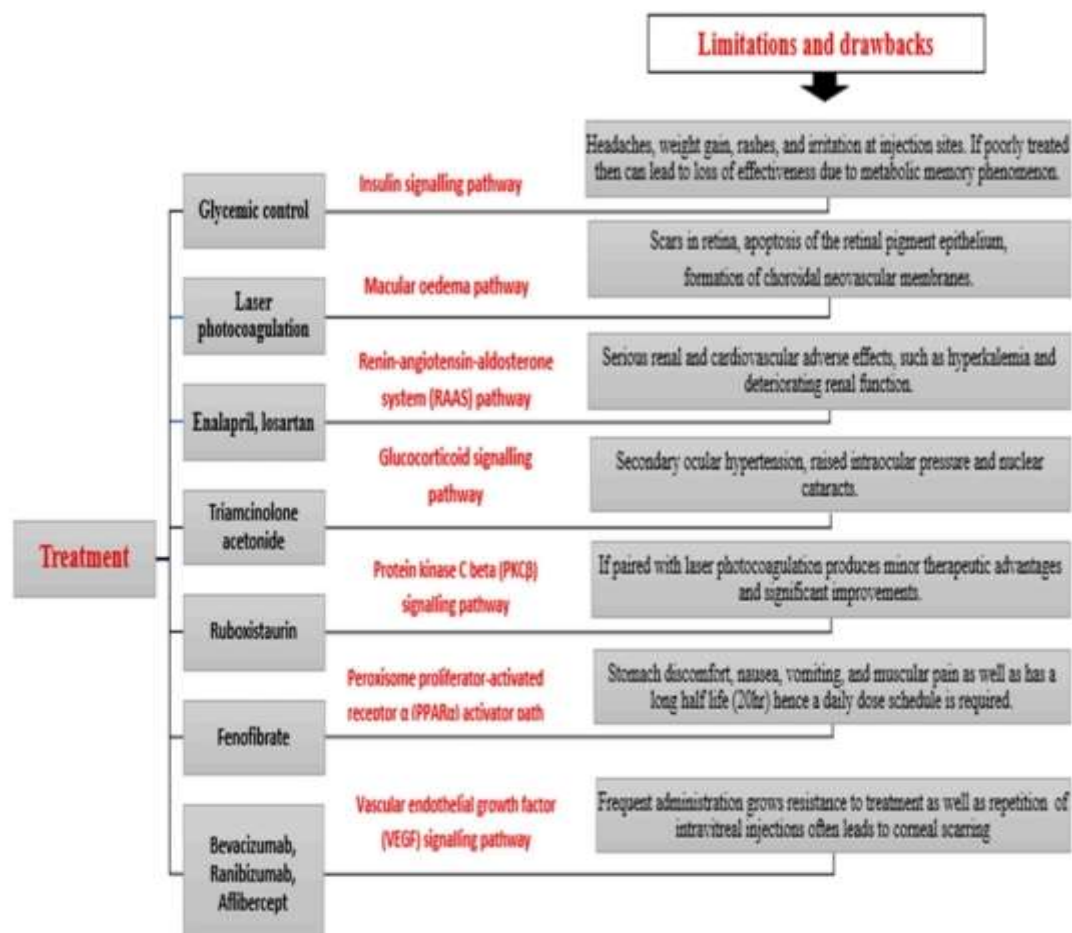 Limitations and drawbacks
Headaches, weight gain, rashes, and irritation at injection sites. If poorly treated
then can lead to loss of effectiveness due to metabolic memory phenomenon.
Insulin signalling pathway
Glycemic control
Scars in retina, apoptosis of the retinal pigment epithelium,
formation of choroidal neovascular membranes.
Macular oedema pathway
Laser
photocoagulation
Renin-angiotensin-aldosterone
system (RAAS) pathway
Serious renal and cardiovascular adverse effects, such as hyperkalemia and
deteriorating renal function.
Enalapril, losartan
Glucocorticoid signalling
pathway
Secondary ocular hypertension, raised intraocular pressure and nuclear
cataracts.
Triamcinolone
acetonide
Treatment
Protein kinase C beta (PKCβ)
signalling pathway
If paired with laser photocoagulation produces minor therapeutic advantages
and significant improvements.
Ruboxistaurin
Peroxisome proliferator-activated
receptor α (PPARα) activator path
Stomach discomfort, nausea, vomiting, and muscular pain as well as has a
long half life (20hr) hence a daily dose schedule is required.
Fenofibrate
Vascular endothelial growth factor
(VEGF) signalling pathway
Frequent administration grows resistance to treatment as well as repetition of
intravitreal injections often leads to corneal scarring
Bevacizumab,
Ranibizumab,
Aflibercept